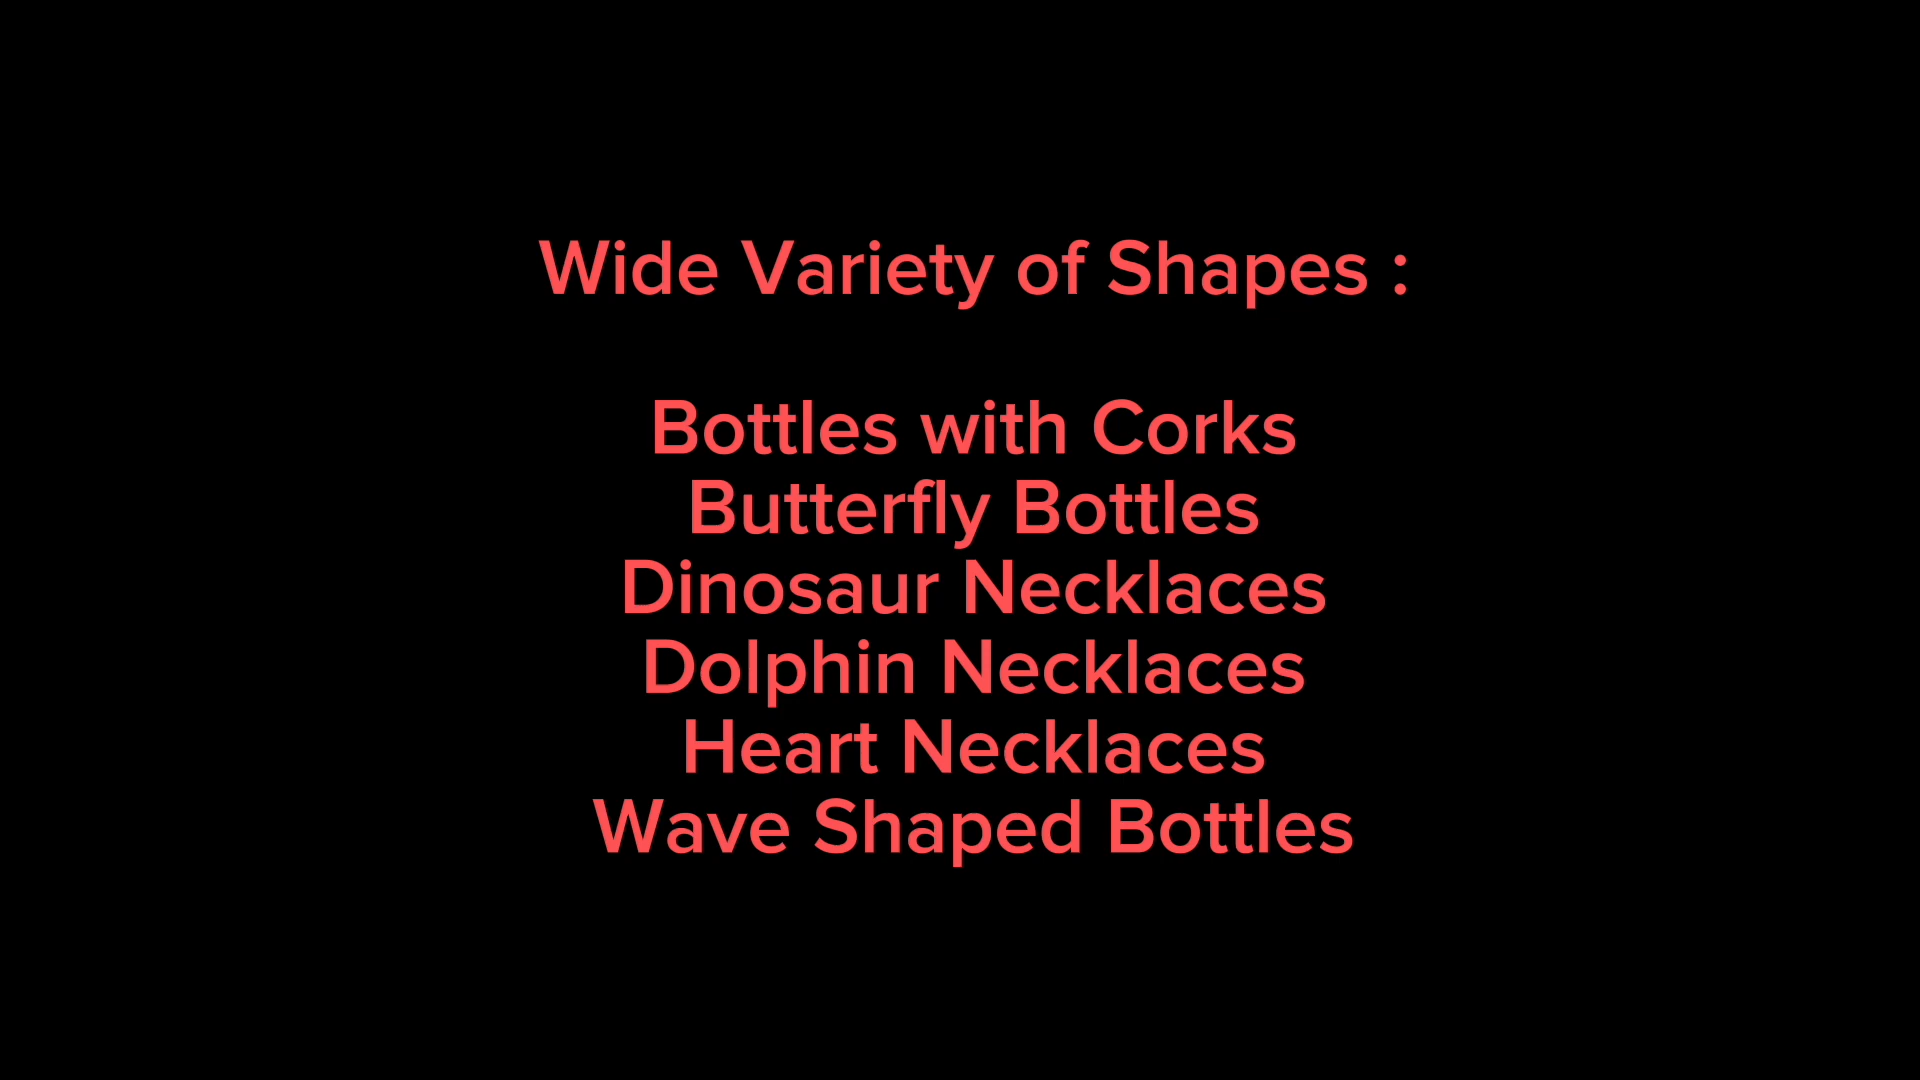 Wide Variety of Shapes :
Bottles with Corks
Butterfly Bottles
Dinosaur Necklaces
Dolphin Necklaces
Heart Necklaces
Wave Shaped Bottles